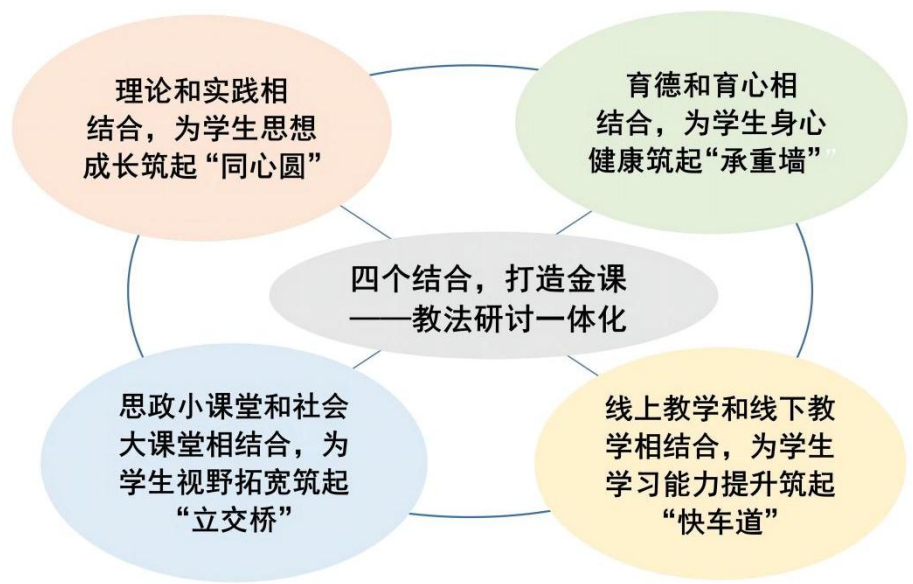 理论和实践相
结合，为学生思想
成长筑起“同心圆”
育德和育心相
结合，为学生身心
健康筑起“承重墙”
四个结合，打造金课
——教法研讨一体化
思政小课堂和社会
大课堂相结合，为
学生视野拓宽筑起
“立交桥”
线上教学和线下教
学相结合，为学生
学习能力提升筑起
“快车道”